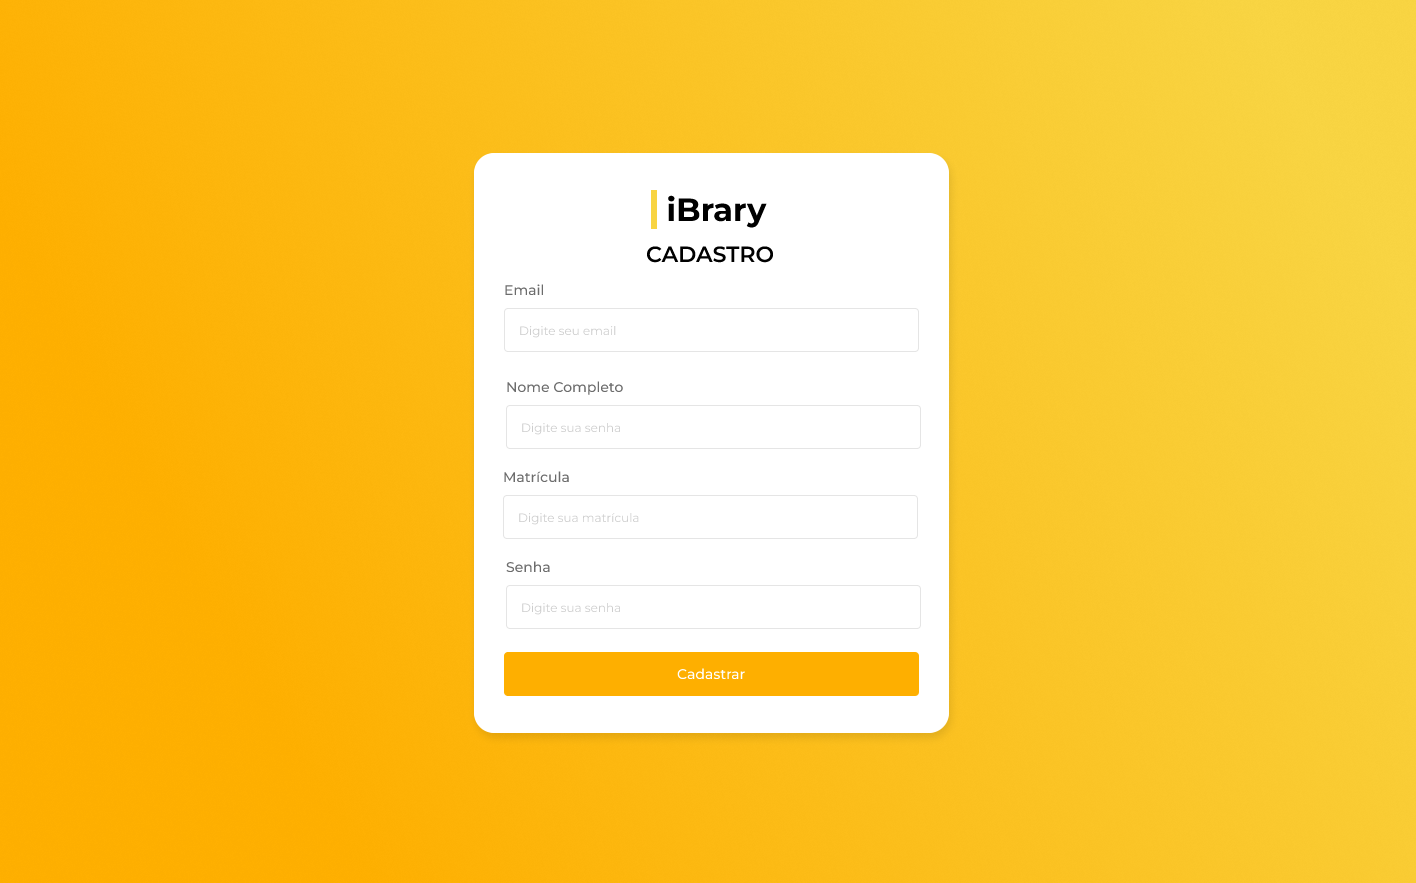 iBrary
CADASTRO
Email
Digite seu email
Nome Completo
Digite sua senha
Matrícula
Digite sua matrícula
Senha
Digite sua senha
Cadastrar